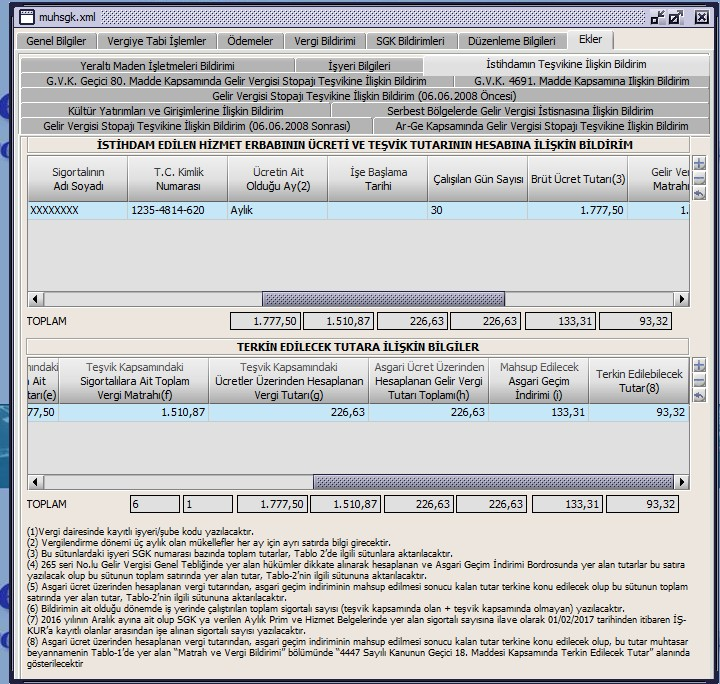 muhsgk.xml
Genel Bilgiler Vergiye Tabi İşlemler Ödemeler Vergi Bildirimi SGK Bildirimleri Düzenleme Bilgileri Ekler
Yeraltı Maden İşletmeleri Bildirimi İşyeri Bilgileri İstihdamın Teşvikine İlişkin Bildirim
G.V.K. Geçici 80. Madde Kapsamında Gelir Vergisi Stopajı Teşvikine İlişkin Bildirim G.V.K. 4691. Madde Kapsamına İlişkin Bildirim
Gelir Vergisi Stopajı Teşvikine İlişkin Bildirim (06.06.2008 Öncesi)
Kültür Yatırımları ve Girişimlerine İlişkin Bildirim Serbest Bölgelerde Gelir Vergisi İstisnasına İlişkin Bildirim
Gelir Vergisi Stopajı Teşvikine İlişkin Bildirim (06.06.2008 Sonrası) Ar-Ge Kapsamında Gelir Vergisi Stopajı Teşvikine İlişkin Bildirim
İSTİHDAM EDİLEN HİZMET ERBABININ ÜCRETİ VE TEŞVİK TUTARININ HESABINA İLİŞKİN BİLDİRİM
Sigortalının T.C. Kimlik Ücretin Ait İşe Başlama Çalışılan Gün Sayısı Brüt Ücret Tutarı(3) Gelir Ver
Adı Soyadı Numarası Olduğu Ay(2) Tarihi Matrahı
XXXXXXXX 1235-4814-620 Aylık 30 1.777,50 1.
TOPLAM 1.777,50 1.510,87 226,63 226,63 133,31 93,32
TERKİN EDİLECEK TUTARA İLİŞKİN BİLGİLER
mındaki Teşvik Kapsamındaki Teşvik Kapsamındaki Asgari Ücret Üzerinden Mahsup Edilecek Terkin Edilebilecek
Ait Sigortalılara Ait Toplam Ücretler Üzerinden Hesaplanan Hesaplanan Gelir Vergi Asgari Geçim Tutar(8)
tarı(e) Vergi Matrahı(f) Vergi Tutarı(g) Tutarı Toplamı(h) İndirimi (i)
77,50 1.510,87 226,63 226,63 133,31 93,32
TOPLAM 6 1 1.777,50 1.510,87 226,63 226,63 133,31 93,32
(1)Vergi dairesinde kayıtlı işyeri/şube kodu yazılacaktır.
(2) Vergilendirme dönemi üç aylık olan mükellefler her ay için ayrı satırda bilgi girecektir.
(3) Bu sütunlardaki işyeri SGK numarası bazında toplam tutarlar, Tablo 2'de ilgili sütunlara aktarılacaktır.
(4) 265 seri No.lu Gelir Vergisi Genel Tebliğinde yer alan hükümler dikkate alınarak hesaplanan ve Asgari Geçim İndirimi Bordrosunda yer alan tutarlar bu satıra
yazılacak olup bu sütunun toplam satırında yer alan tutar, Tablo-2'nin ilgili sütununa aktarılacaktır.
(5) Asgari ücret üzerinden hesaplanan vergi tutarından, asgari geçim indiriminin mahsup edilmesi sonucu kalan tutar terkine konu edilecek olup bu sütunun toplam
satırında yer alan tutar, Tablo-2'nin ilgili sütununa aktarılacaktır.
(6) Bildirimin ait olduğu dönemde iş yerinde çalıştırılan toplam sigortalı sayısı (teşvik kapsamında olan + teşvik kapsamında olmayan) yazılacaktır.
(7) 2016 yılının Aralık ayına ait olup SGK ya verilen Aylık Prim ve Hizmet Belgelerinde yer alan sigortalı sayısına ilave olarak 01/02/2017 tarihinden itibaren İŞ-
KUR'a kayıtlı olanlar arasından işe alınan sigortalı sayısı yazılacaktır.
(8) Asgari ücret üzerinden hesaplanan vergi tutarından, asgari geçim indiriminin mahsup edilmesi sonucu kalan tutar terkine konu edilecek olup, bu tutar muhtasar
beyannamenin Tablo-1'de yer alan "Matrah ve Vergi Bildirimi" bölümünde "4447 Sayılı Kanunun Geçici 18. Maddesi Kapsamında Terkin Edilecek Tutar" alanında
gösterilecektir